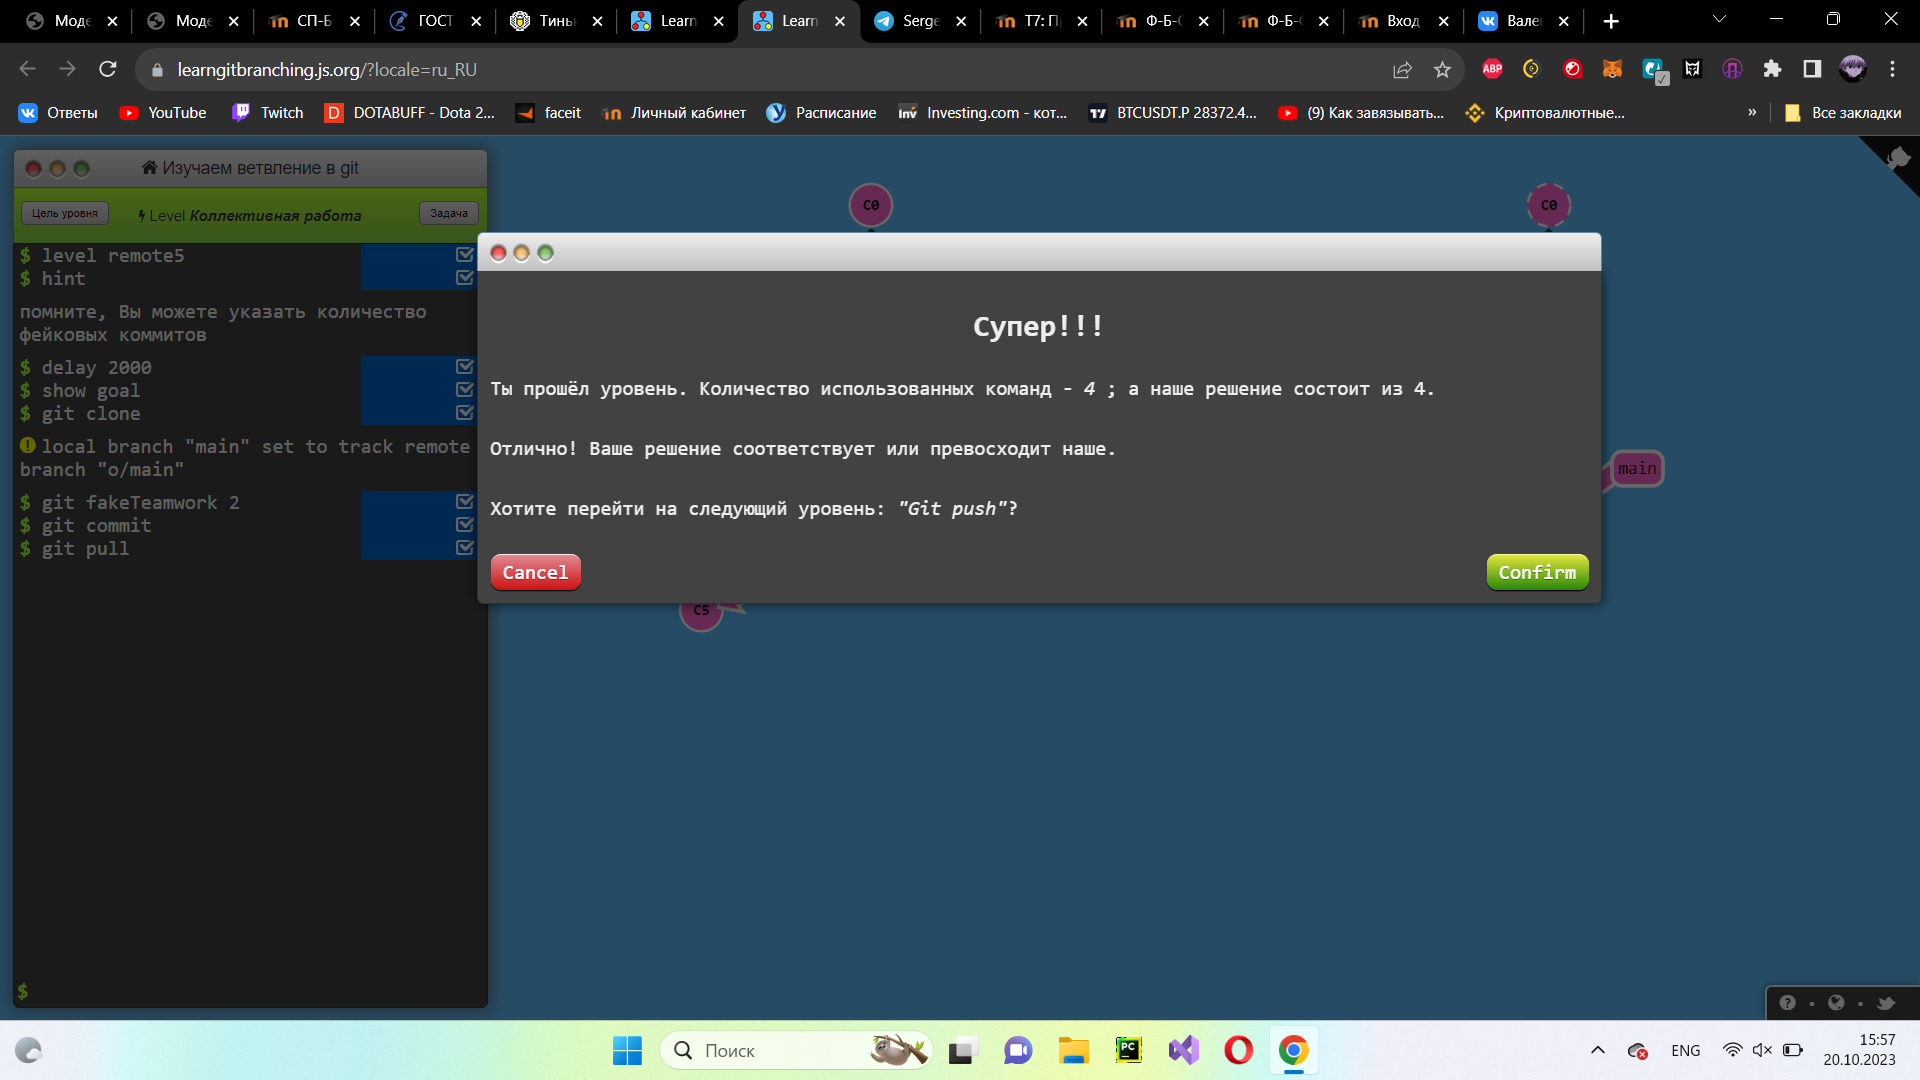 Моде
Моде
СП-Б
ГОСТ
Тинь
Learn
Learn
Serge
Т7: П
Ф-Б-
Ф-Б-
Вход
Вале
learngitbranching.js.org/?locale=ru_RU
ABP
Ответы
YouTube
Twitch
DOTABUFF - Dota 2...
faceit
Личный кабинет
Расписание
Investing.com - кот...
BTCUSDT.P 28372.4...
(9) Как завязывать...
Криптовалютные...
»
Все закладки
Изучаем ветвление в git
Цель уровня
Level Коллективная работа
Задача
$ level remote5
$ hint
помните, Вы можете указать количество
фейковых коммитов
$ delay 2000
$ show goal
$ git clone
local branch "main" set to track remote
branch "o/main"
$ git fakeTeamwork 2
$ git commit
$ git pull
$
C0
C0
main
C5
Супер!!!
Ты прошёл уровень. Количество использованных команд - 4 ; а наше решение состоит из 4.
Отлично! Ваше решение соответствует или превосходит наше.
Хотите перейти на следующий уровень: "Git push"?
Cancel
Confirm
Поиск
PC
ENG
15:57
20.10.2023